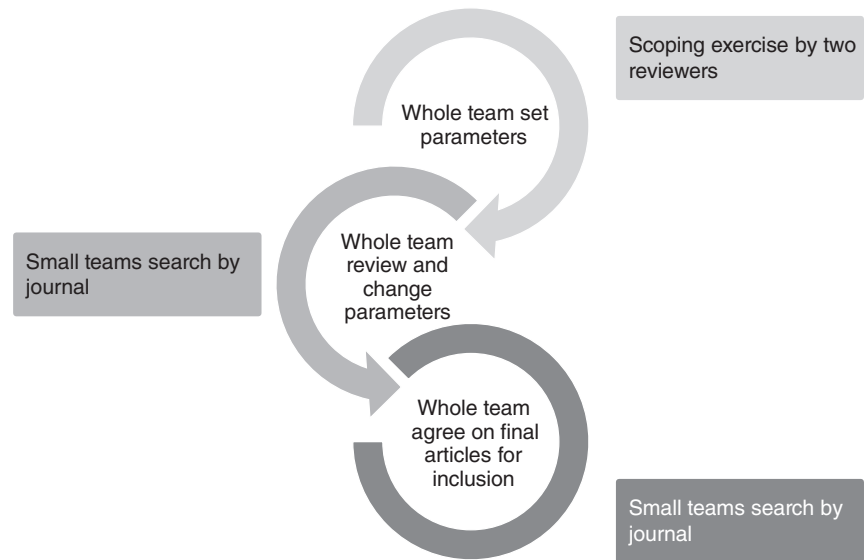 Scoping exercise by two
reviewers
Whole team set
parameters
Small teams search by
journal
Whole team
review and
change
parameters
Whole team
agree on final
articles for
inclusion
Small teams search by
journal